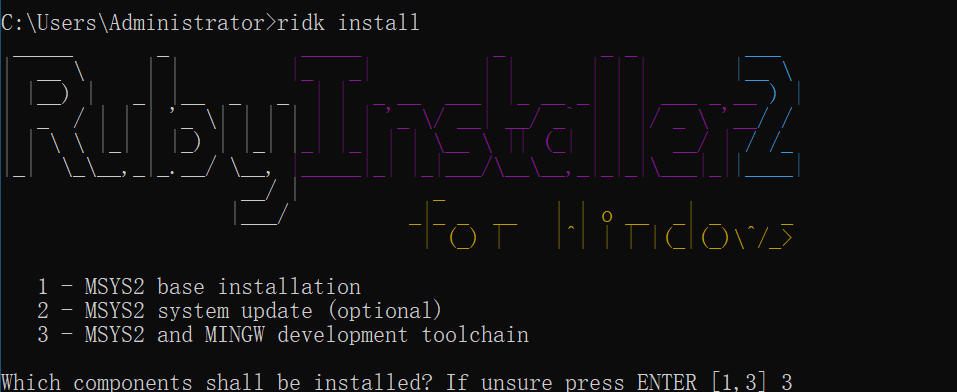 C:\Users\Administrator>ridk install
RubyInstaller2
for Windows
1 - MSYS2 base installation
2 - MSYS2 system update (optional)
3 - MSYS2 and MINGW development toolchain
Which components shall be installed? If unsure press ENTER [1,3] 3